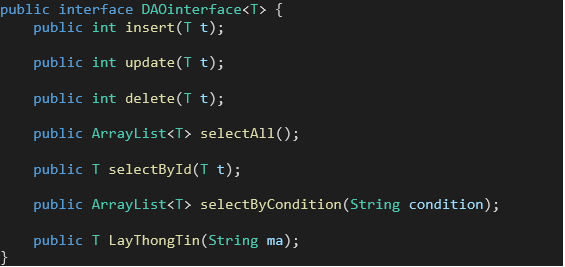 public interface DAOinterface<T> {
public int insert(T t);
public int update(T t);
public int delete(T t);
public ArrayList<T> selectAll();
public T selectById(T t);
public ArrayList<T> selectByCondition(String condition);
public T LayThongTin(String ma);
}